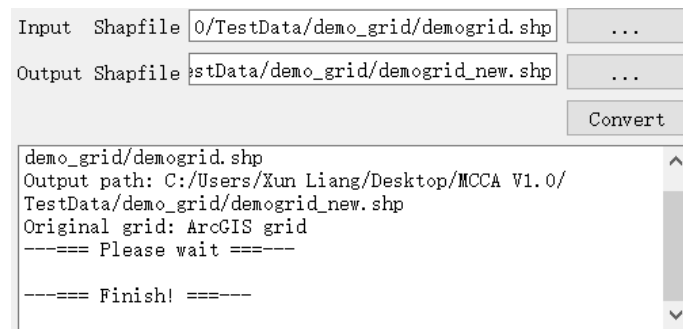 Input Shapfile 0/TestData/demo_grid/demogrid.shp ...
Output Shapfile stData/demo_grid/demogrid_new.shp ...
Convert
demo_grid/demogrid.shp
Output path: C:/Users/Xun Liang/Desktop/MCCA V1.0/
TestData/demo_grid/demogrid_new.shp
Original grid: ArcGIS grid
---=== Please wait ===---
---=== Finish! ===---